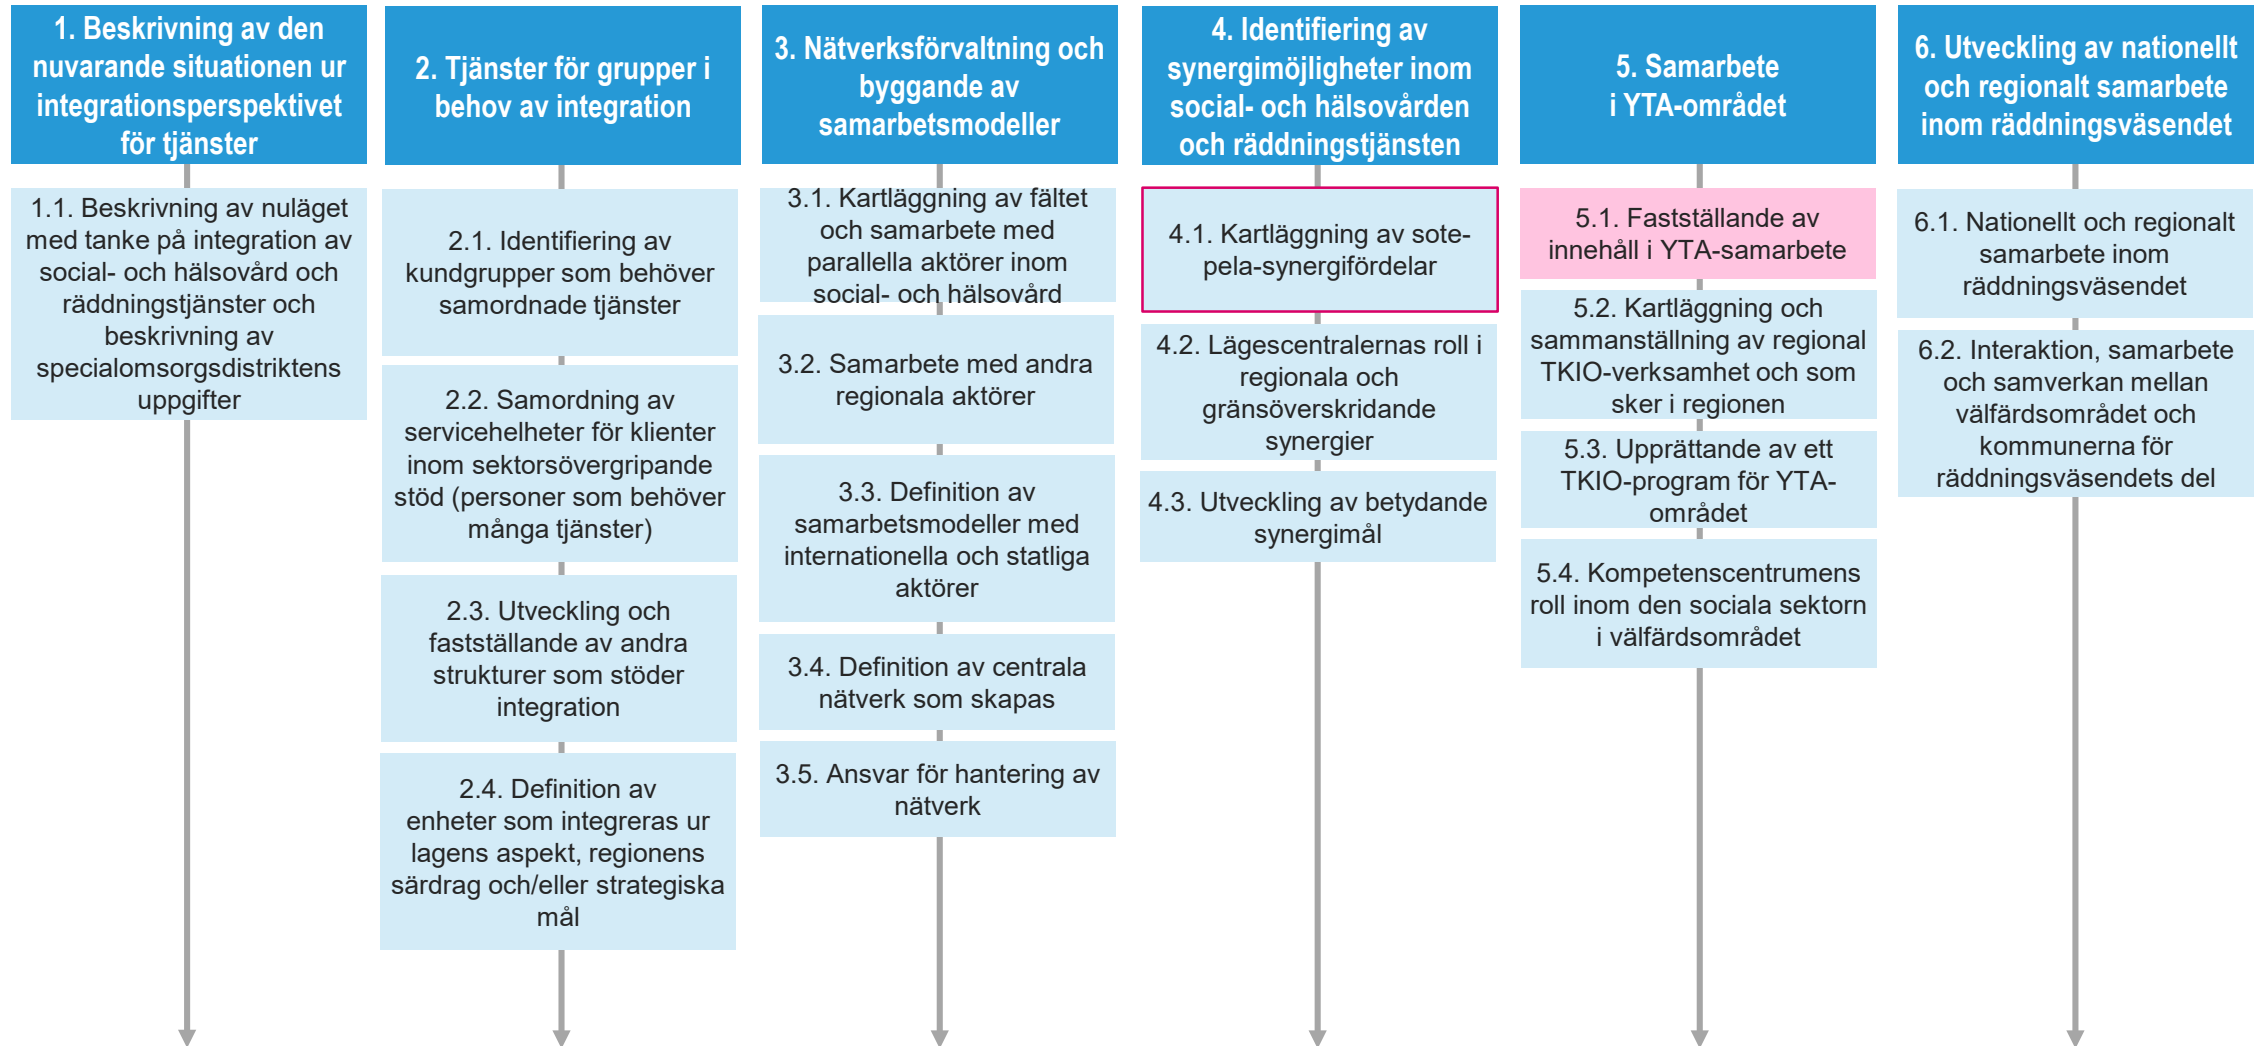 1. Beskrivning av den
nuvarande situationen ur
integrationsperspektivet
för tjänster
1.1. Beskrivning av nuläget
med tanke på integration av
social- och hälsovård och
räddningstjänster och
beskrivning av
specialomsorgsdistriktens
uppgifter
2. Tjänster för grupper i
behov av integration
2.1. Identifiering av
kundgrupper som behöver
samordnade tjänster
2.2. Samordning av
servicehelheter för klienter
inom sektorsövergripande
stöd (personer som behöver
många tjänster)
2.3. Utveckling och
fastställande av andra
strukturer som stöder
integration
2.4. Definition av
enheter som integreras ur
lagens aspekt, regionens
särdrag och/eller strategiska
mål
3. Nätverksförvaltning och
byggande av
samarbetsmodeller
3.1. Kartläggning av fältet
och samarbete med
parallella aktörer inom
social- och hälsovård
3.2. Samarbete med andra
regionala aktörer
3.3. Definition av
samarbetsmodeller med
internationella och statliga
aktörer
3.4. Definition av centrala
nätverk som skapas
3.5. Ansvar för hantering av
nätverk
4. Identifiering av
synergimöjligheter inom
social- och hälsovården
och räddningstjänsten
4.1. Kartläggning av sote-
pela-synergifördelar
4.2. Lägescentralernas roll i
regionala och
gränsöverskridande
synergier
4.3. Utveckling av betydande
synergimål
5. Samarbete
i YTA-området
5.1. Fastställande av
innehåll i YTA-samarbete
5.2. Kartläggning och
sammanställning av regional
TKIO-verksamhet och som
sker i regionen
5.3. Upprättande av ett
TKIO-program för YTA-
området
5.4. Kompetenscentrumens
roll inom den sociala sektorn
i välfärdsområdet
6. Utveckling av nationellt
och regionalt samarbete
inom räddningsväsendet
6.1. Nationellt och regionalt
samarbete inom
räddningsväsendet
6.2. Interaktion, samarbete
och samverkan mellan
välfärdsområdet och
kommunerna för
räddningsväsendets del